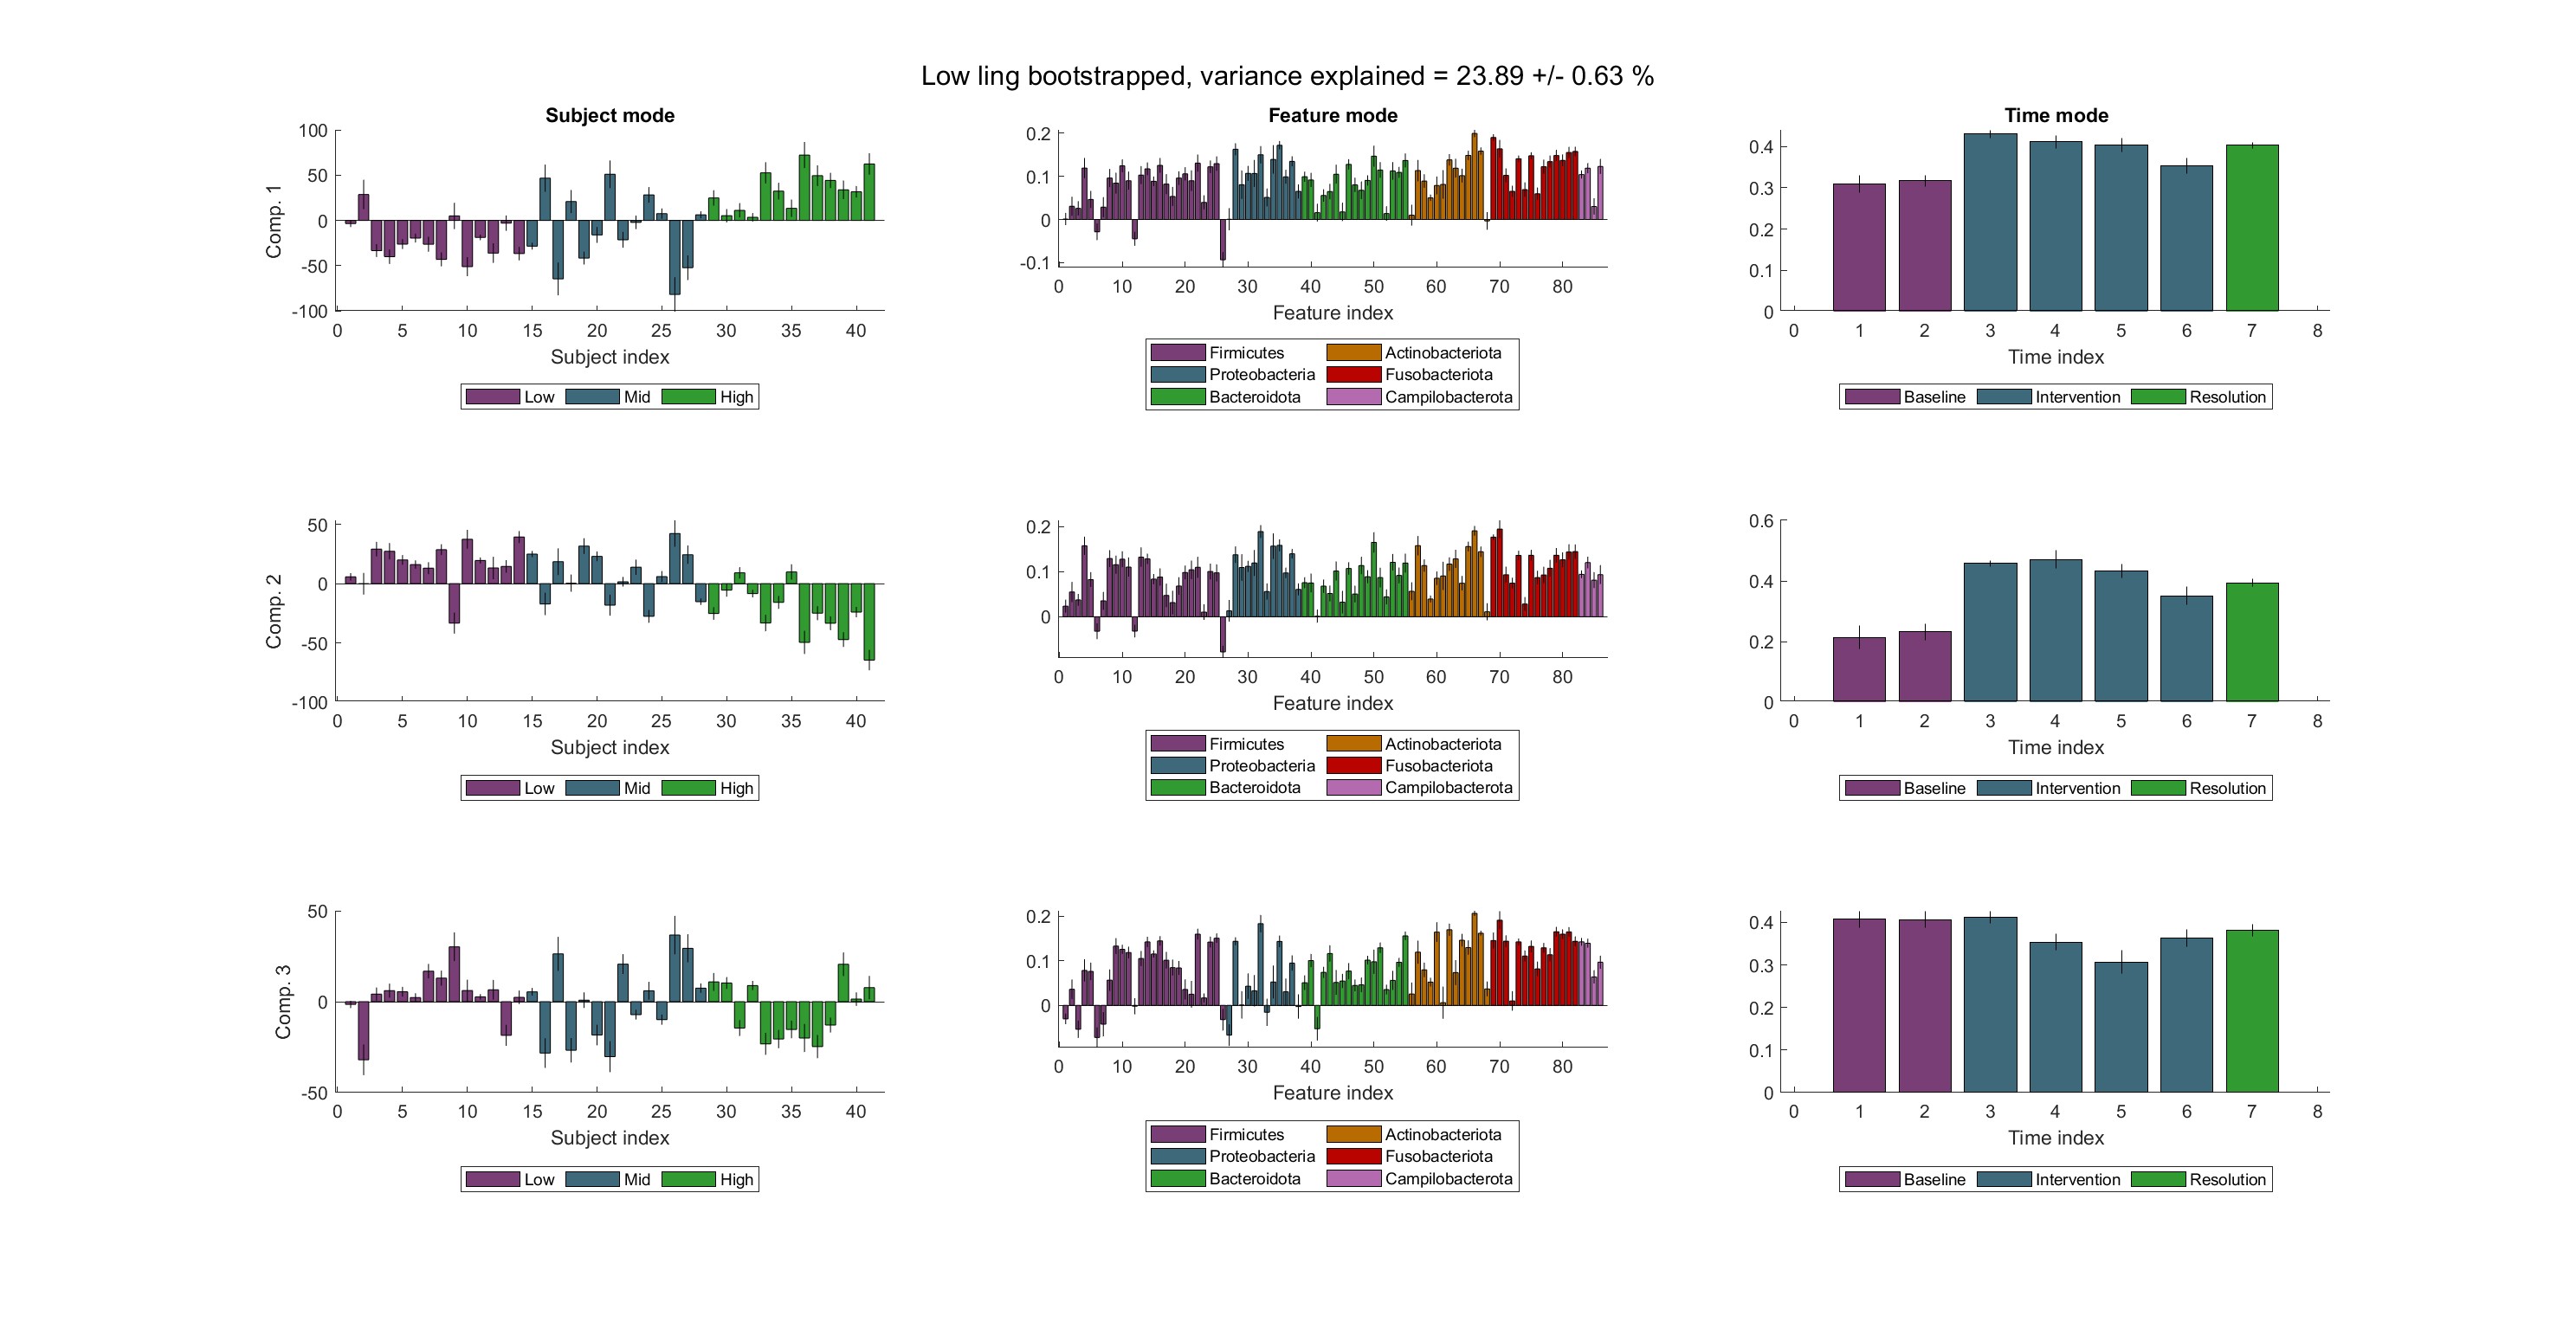 Low ling bootstrapped, variance explained = 23.89 +/- 0.63 %
Subject mode
Feature mode
Time mode
Comp. 1
100
50
0
-50
-100
0 5 10 15 20 25 30 35 40
Subject index
Low Mid High
0.2
0.1
0
-0.1
0 10 20 30 40 50 60 70 80
Feature index
Firmicutes Actinobacteriota
Proteobacteria Fusobacteriota
Bacteroidota Campilobacterota
0.4
0.3
0.2
0.1
0
0 1 2 3 4 5 6 7 8
Time index
Baseline Intervention Resolution
Comp. 2
50
0
-50
-100
0 5 10 15 20 25 30 35 40
Subject index
Low Mid High
0.2
0.1
0
0 10 20 30 40 50 60 70 80
Feature index
Firmicutes Actinobacteriota
Proteobacteria Fusobacteriota
Bacteroidota Campilobacterota
0.6
0.4
0.2
0
0 1 2 3 4 5 6 7 8
Time index
Baseline Intervention Resolution
Comp. 3
50
0
-50
0 5 10 15 20 25 30 35 40
Subject index
Low Mid High
0.2
0.1
0
0 10 20 30 40 50 60 70 80
Feature index
Firmicutes Actinobacteriota
Proteobacteria Fusobacteriota
Bacteroidota Campilobacterota
0.4
0.3
0.2
0.1
0
0 1 2 3 4 5 6 7 8
Time index
Baseline Intervention Resolution